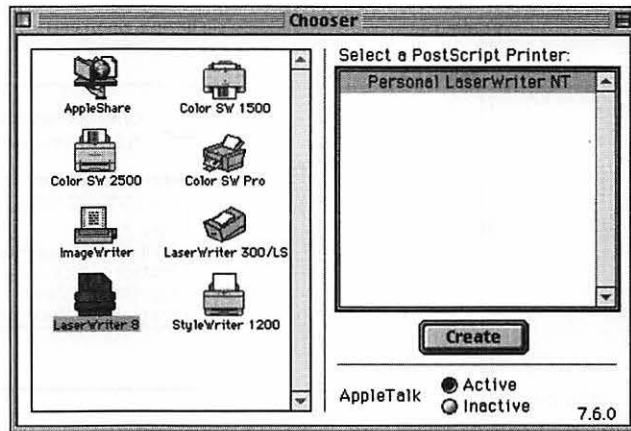 Chooser
AppleShare
Color SW 1500
Color SW 2500
Color SW Pro
ImageWriter
LaserWriter 300/LS
LaserWriter 8
StyleWriter 1200
Select a PostScript Printer:
Personal LaserWriter NT
Create
AppleTalk
Active
Inactive
7.6.0